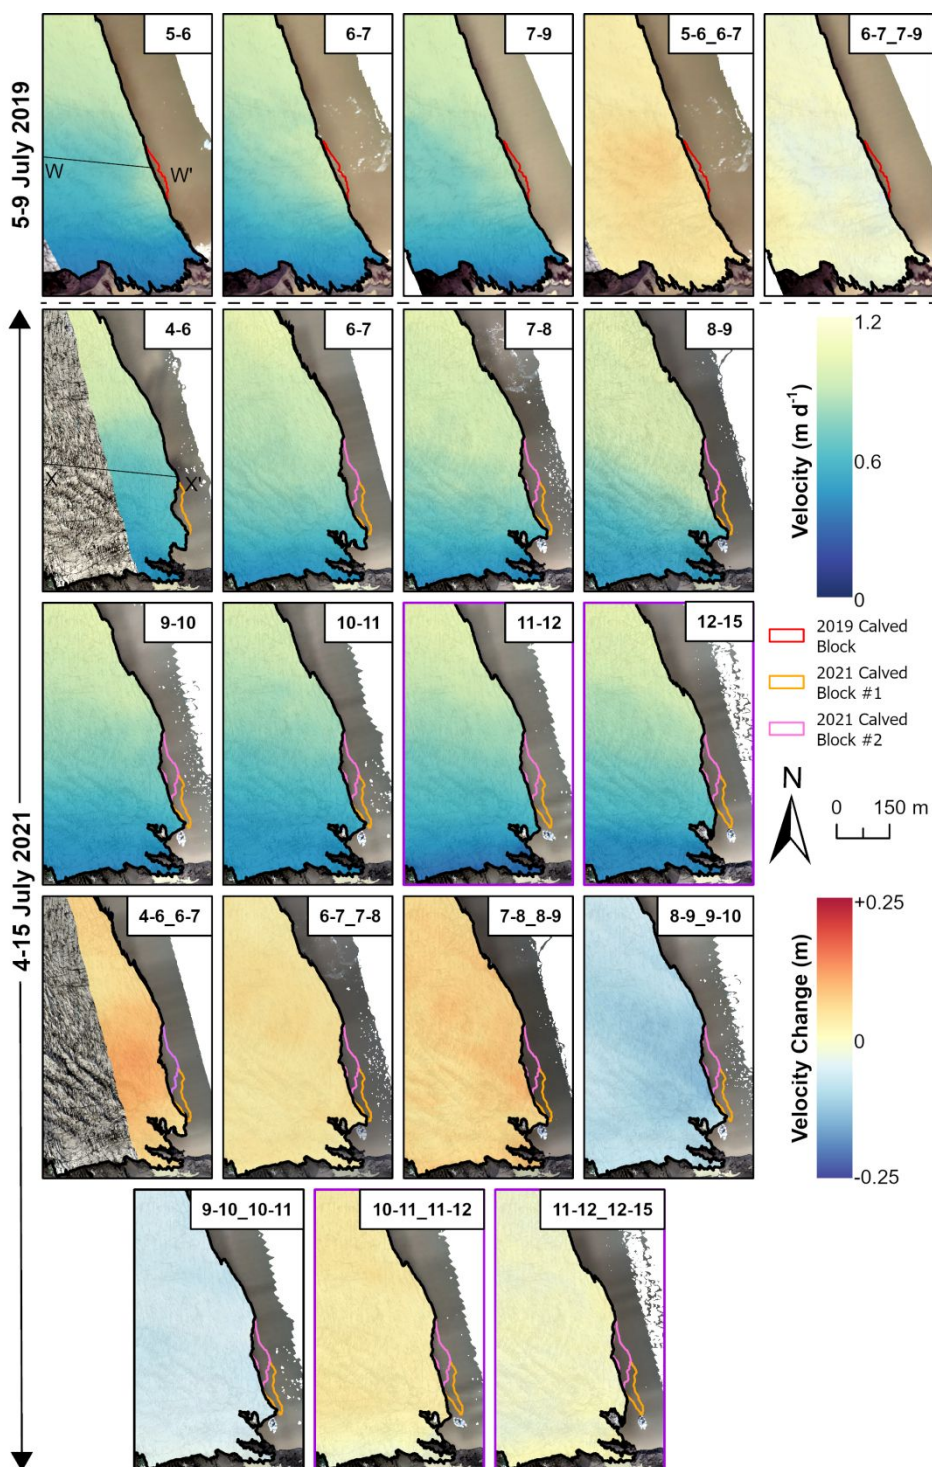 5-9 July 2019
5-6
6-7
7-9
5-6_6-7
6-7_7-9
W
W'
4-15 July 2021
4-6
6-7
7-8
8-9
X
X'
Velocity (m d⁻¹)
1.2
0.6
0
9-10
10-11
11-12
12-15
2019 Calved
Block
2021 Calved
Block #1
2021 Calved
Block #2
N
0 150 m
4-6_6-7
6-7_7-8
7-8_8-9
8-9_9-10
Velocity Change (m)
+0.25
0
-0.25
9-10_10-11
10-11_11-12
11-12_12-15